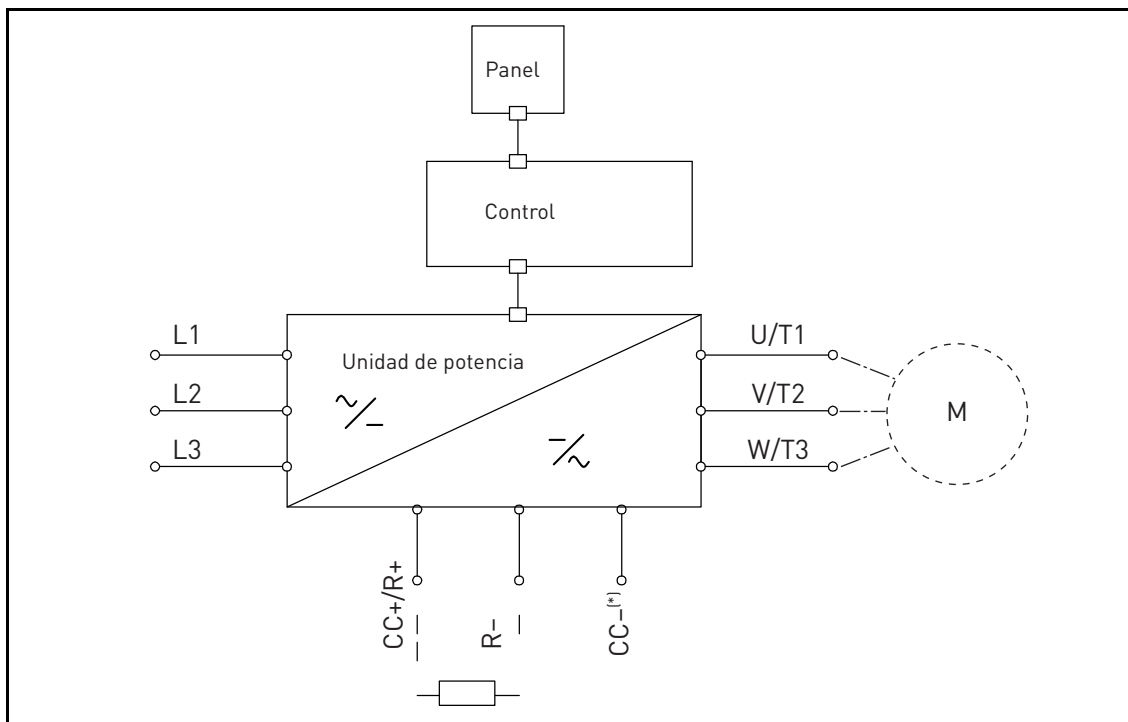 Panel
Control
Unidad de potencia
L1
L2
L3
U/T1
V/T2
W/T3
M
CC+/R+
R−
CC−(*)